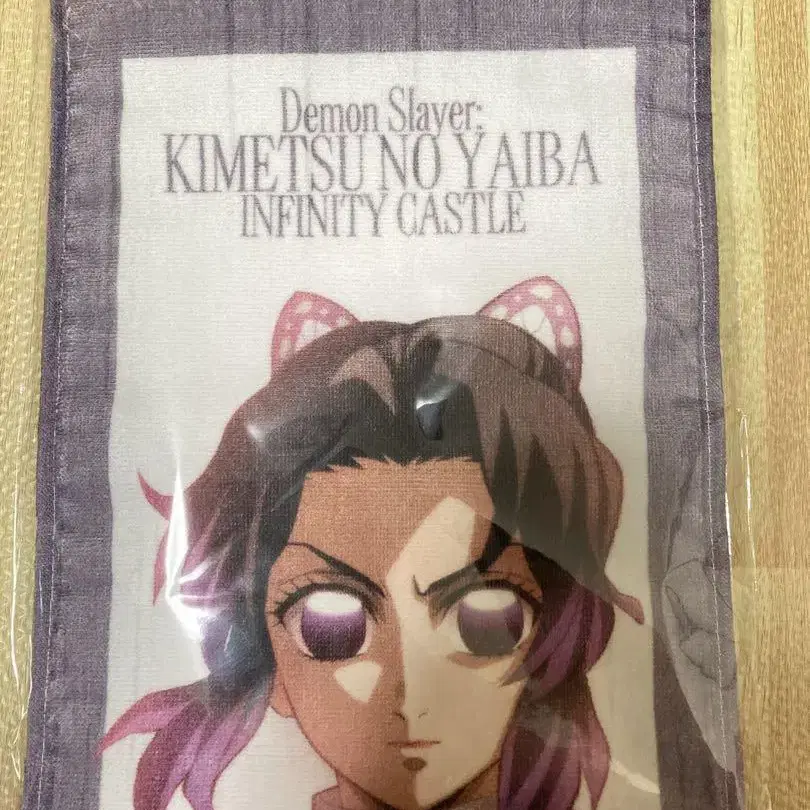 Demon Slayer:
KIMETSU NO YAIBA
INFINITY CASTLE